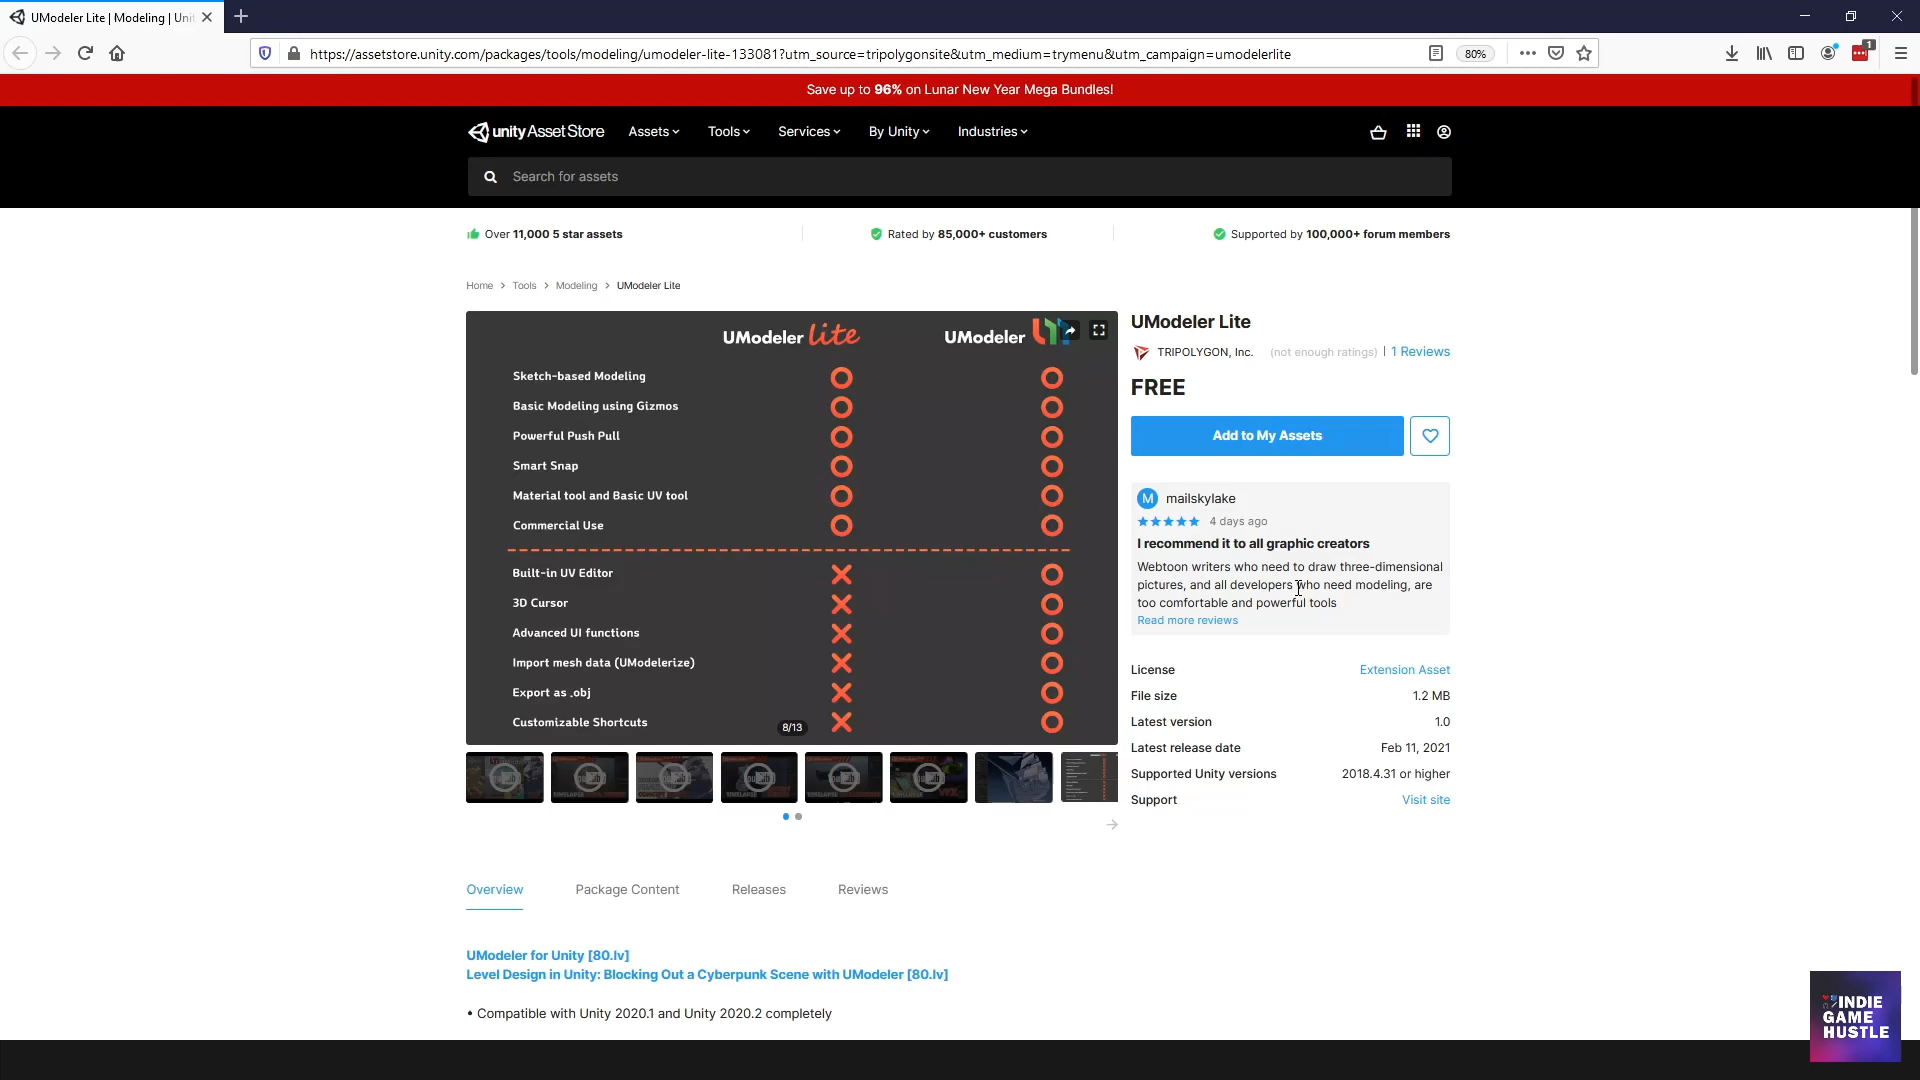 UModeler Lite | Modeling | Unit
https://assetstore.unity.com/packages/tools/modeling/umodeler-lite-133081?utm_source=tripolygonsite&utm_medium=trymenu&utm_campaign=umodelerlite
80%
1
Save up to 96% on Lunar New Year Mega Bundles!
unity Asset Store
Assets
Tools
Services
By Unity
Industries
Search for assets
Over 11,000 5 star assets
Rated by 85,000+ customers
Supported by 100,000+ forum members
Home > Tools > Modeling > UModeler Lite
UModeler lite
UModeler
Sketch-based Modeling
Basic Modeling using Gizmos
Powerful Push Pull
Smart Snap
Material tool and Basic UV tool
Commercial Use
Built-in UV Editor
3D Cursor
Advanced UI functions
Import mesh data (UModelerize)
Export as .obj
Customizable Shortcuts
8/13
UModeler Lite
TRIPOLYGON, Inc. (not enough ratings) | 1 Reviews
FREE
Add to My Assets
M mailskylake
4 days ago
I recommend it to all graphic creators
Webtoon writers who need to draw three-dimensional
pictures, and all developers who need modeling, are
too comfortable and powerful tools
Read more reviews
License Extension Asset
File size 1.2 MB
Latest version 1.0
Latest release date Feb 11, 2021
Supported Unity versions 2018.4.31 or higher
Support Visit site
Overview
Package Content
Releases
Reviews
UModeler for Unity [80.lv]
Level Design in Unity: Blocking Out a Cyberpunk Scene with UModeler [80.lv]
• Compatible with Unity 2020.1 and Unity 2020.2 completely
INDIE
GAME
HUSTLE